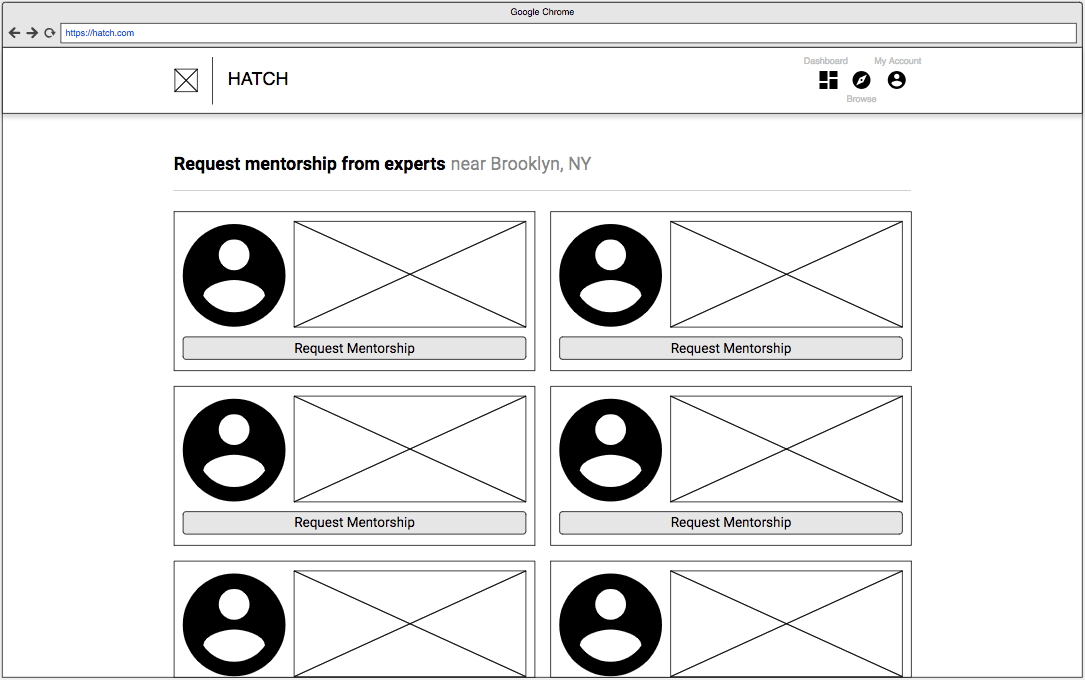 Google Chrome
https://hatch.com
HATCH
Dashboard
My Account
Browse
Request mentorship from experts near Brooklyn, NY
Request Mentorship
Request Mentorship
Request Mentorship
Request Mentorship